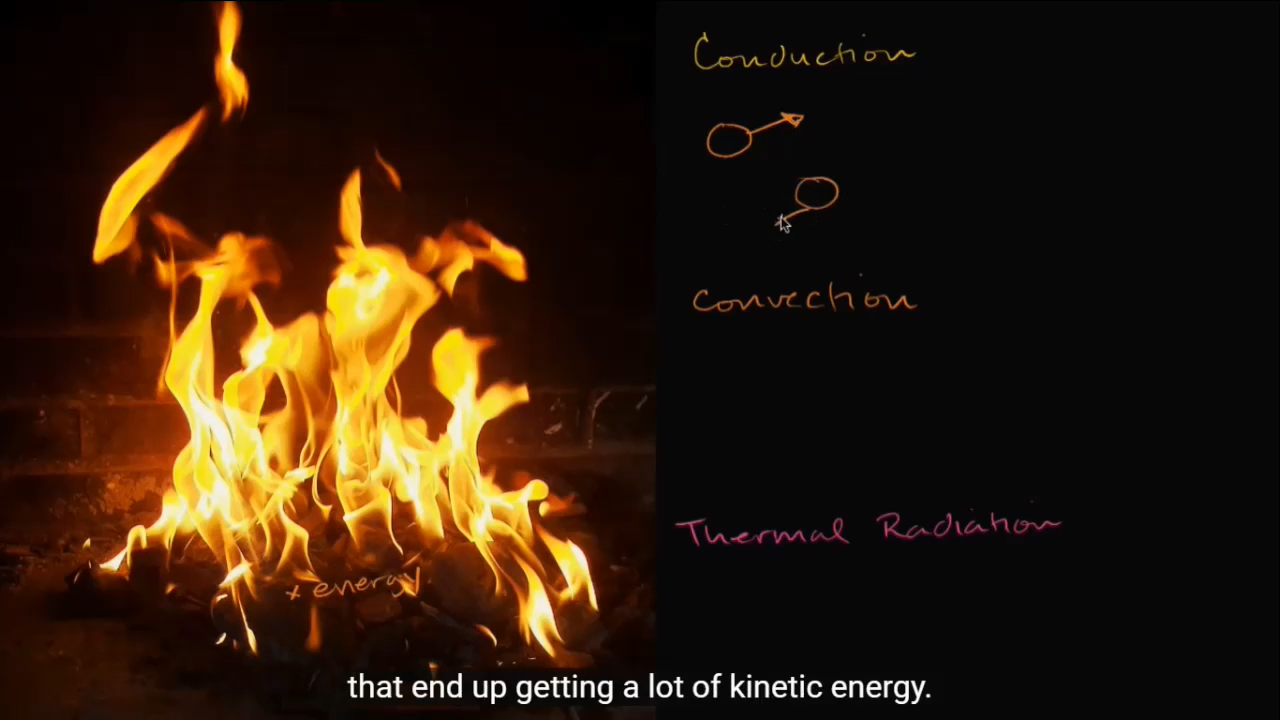 Conduction
Convection
Thermal Radiation
+ energy
that end up getting a lot of kinetic energy.